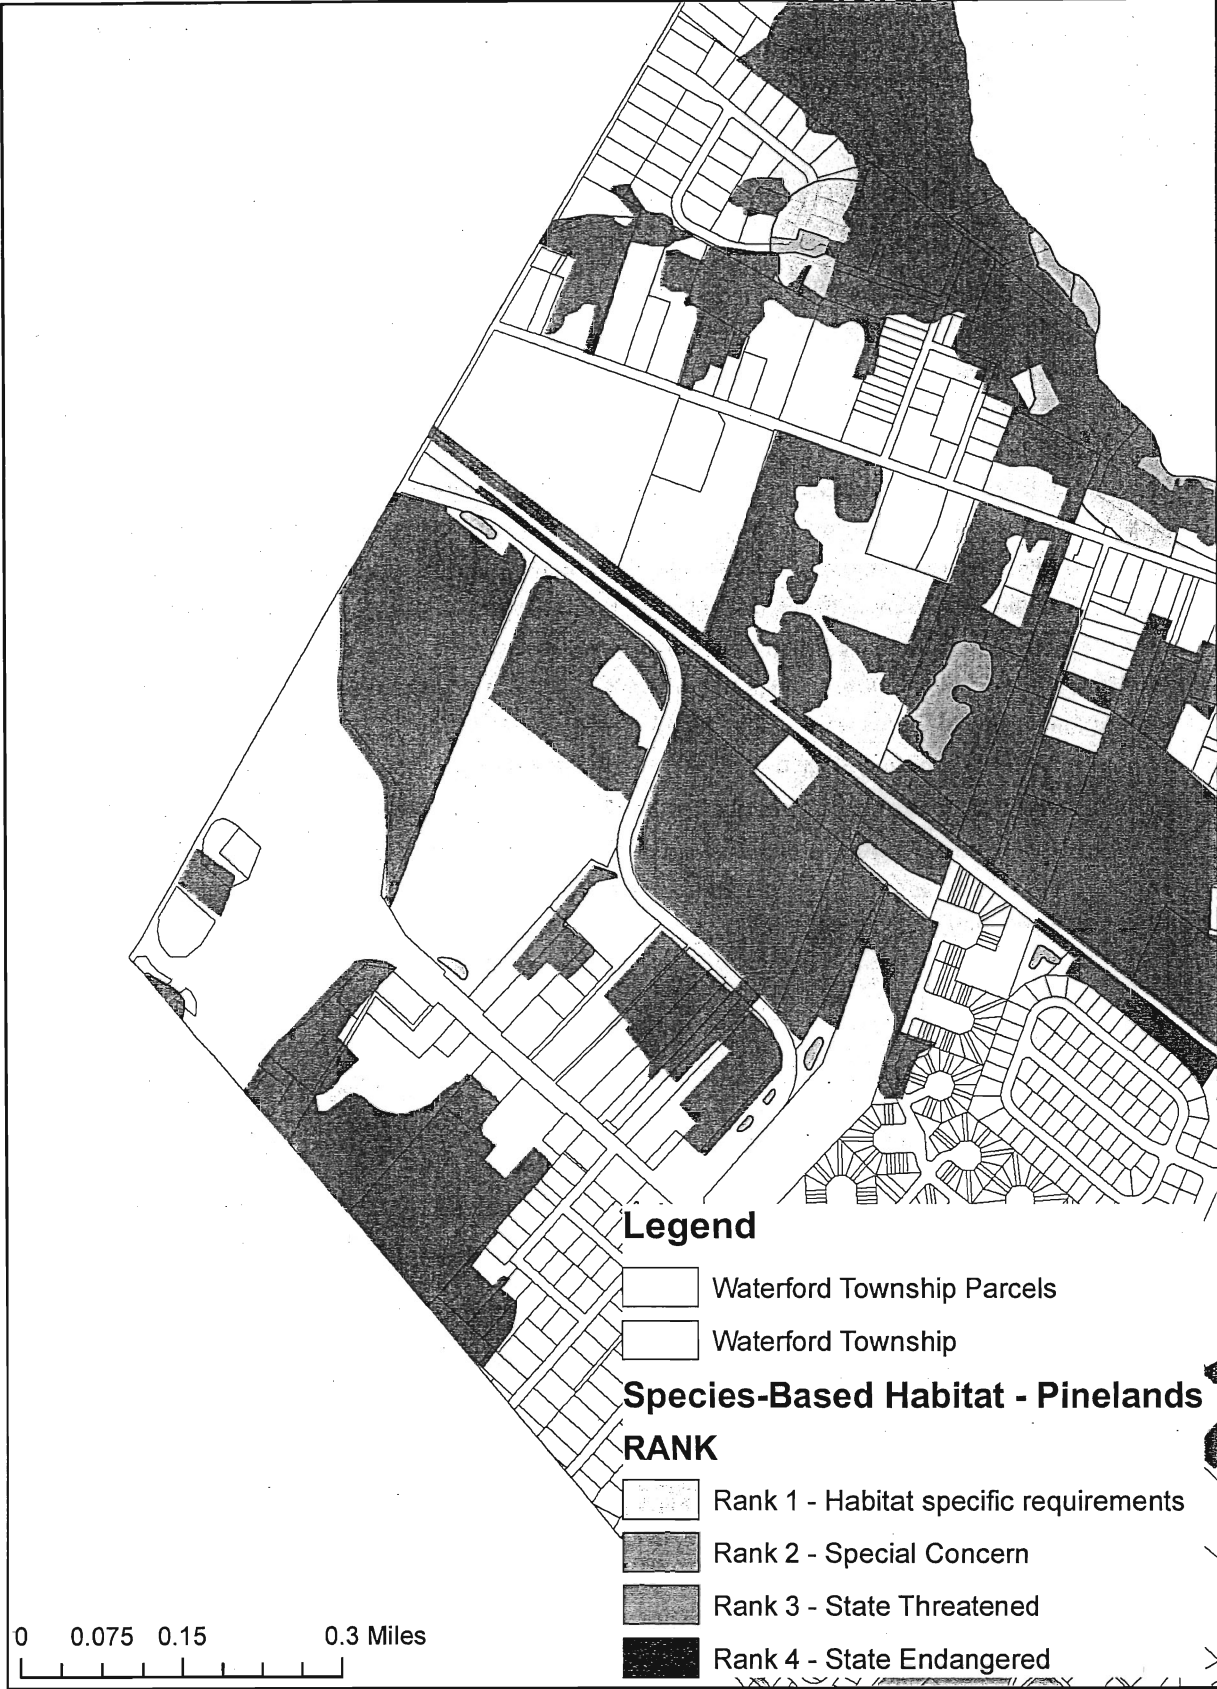 Legend
Waterford Township Parcels
Waterford Township
Species-Based Habitat - Pinelands
RANK
Rank 1 - Habitat specific requirements
Rank 2 - Special Concern
Rank 3 - State Threatened
Rank 4 - State Endangered
0 0.075 0.15 0.3 Miles